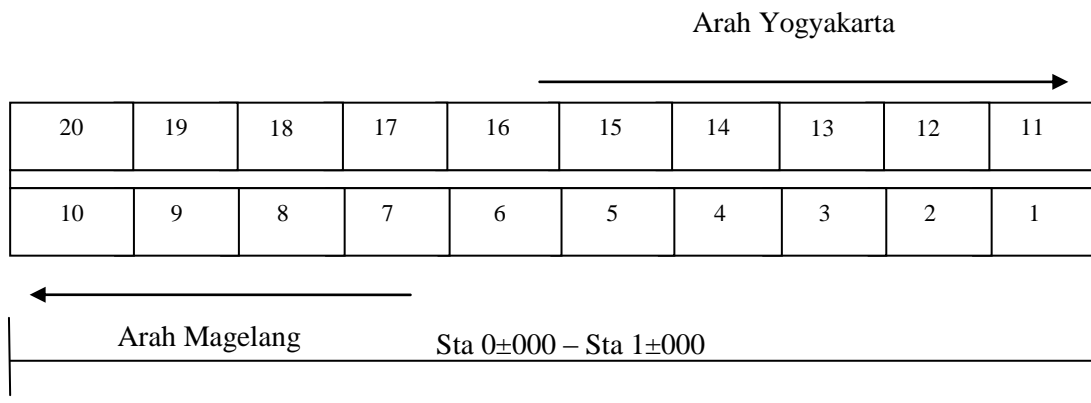 Arah Yogyakarta
20 19 18 17 16 15 14 13 12 11
10 9 8 7 6 5 4 3 2 1
Arah Magelang Sta 0±000 – Sta 1±000